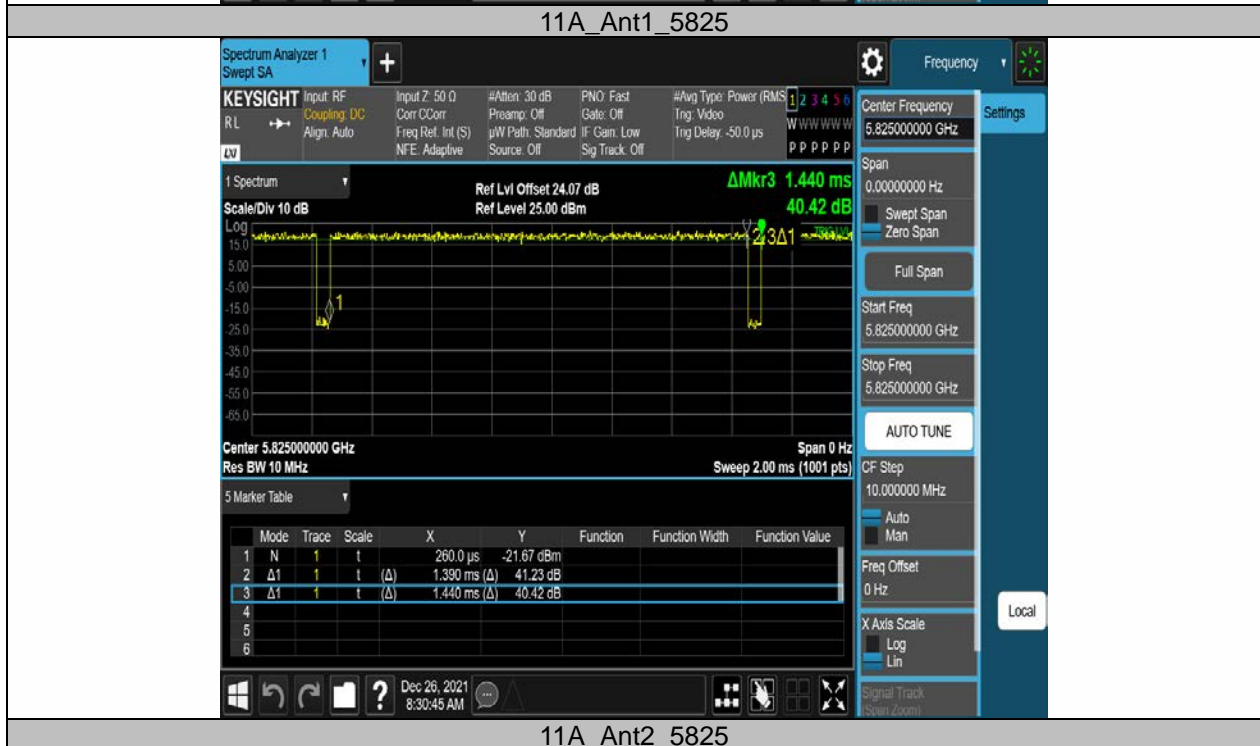 11A_Ant1_5825
Spectrum Analyzer 1
Swept SA
+
Frequency
KEYSIGHT
RL
LXI
Input: RF
Coupling: DC
Align: Auto
Input Z: 50 Ω
Corr CCorr
Freq Ref: Int (S)
NFE: Adaptive
#Atten: 30 dB
Preamp: Off
µW Path: Standard
Source: Off
PNO: Fast
Gate: Off
IF Gain: Low
Sig Track: Off
#Avg Type: Power (RMS
Trig: Video
Trig Delay: -50.0 µs
1 2 3 4 5 6
W W W W W W
P P P P P P
1 Spectrum
Scale/Div 10 dB
Ref Lvl Offset 24.07 dB
Ref Level 25.00 dBm
ΔMkr3 1.440 ms
40.42 dB
Log
15.0
5.00
-5.00
-15.0
-25.0
-35.0
-45.0
-55.0
-65.0
1
2 3Δ1
TRIG LVL
Center 5.825000000 GHz
Res BW 10 MHz
Span 0 Hz
Sweep 2.00 ms (1001 pts)
5 Marker Table
Mode Trace Scale X Y Function Function Width Function Value
1 N 1 t 260.0 µs -21.67 dBm
2 Δ1 1 t (Δ) 1.390 ms (Δ) 41.23 dB
3 Δ1 1 t (Δ) 1.440 ms (Δ) 40.42 dB
4
5
6
?
Dec 26, 2021
8:30:45 AM
Center Frequency
5.825000000 GHz
Settings
Span
0.00000000 Hz
Swept Span
Zero Span
Full Span
Start Freq
5.825000000 GHz
Stop Freq
5.825000000 GHz
AUTO TUNE
CF Step
10.000000 MHz
Auto
Man
Freq Offset
0 Hz
X Axis Scale
Log
Lin
Local
Signal Track
(Span Zoom)
11A_Ant2_5825